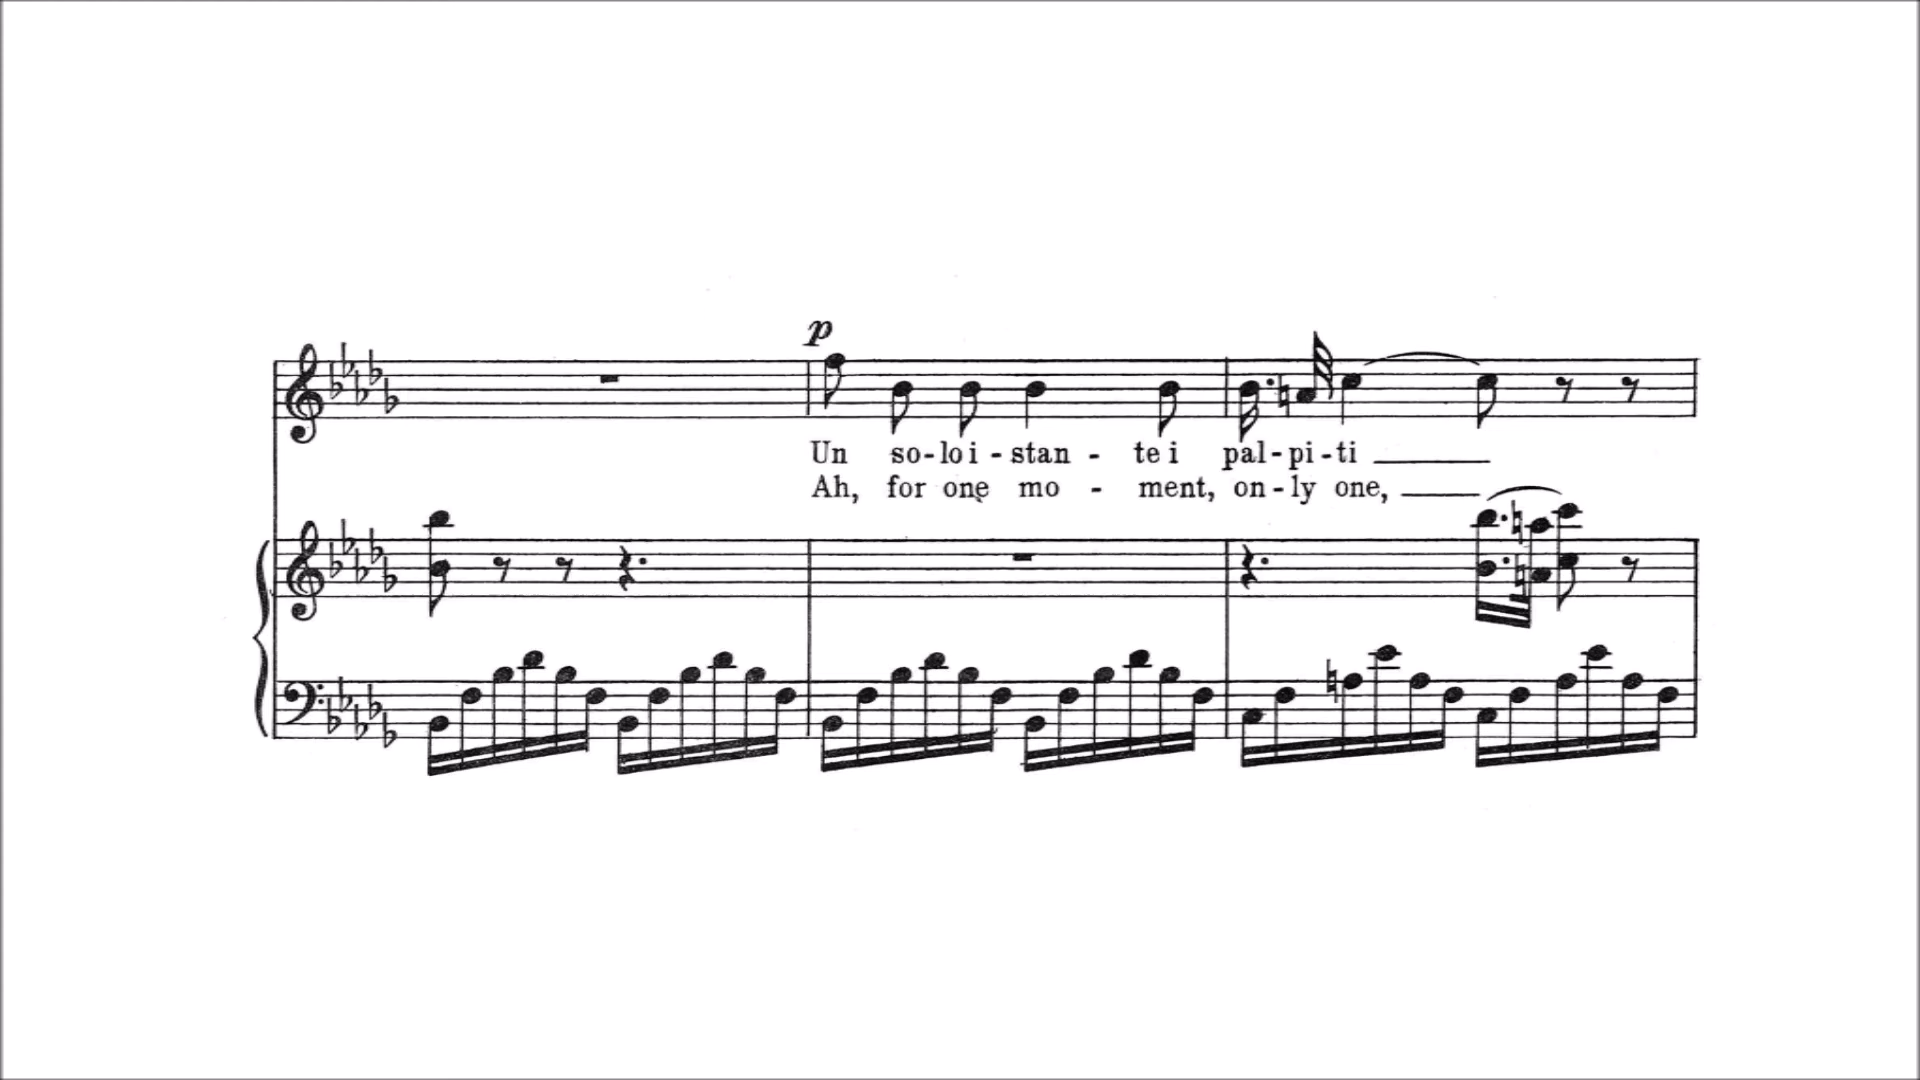 p
Un so-lo i-stan-te i pal-pi-ti
Ah, for one mo-ment, on-ly one,